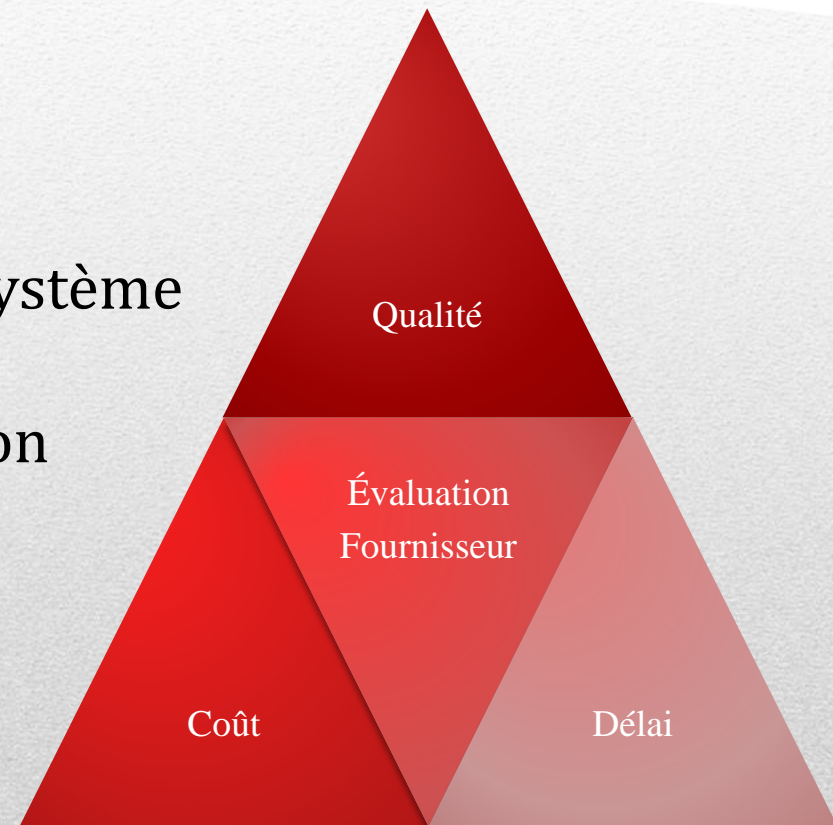 ystème
on
Qualité
Évaluation
Fournisseur
Coût
Délai